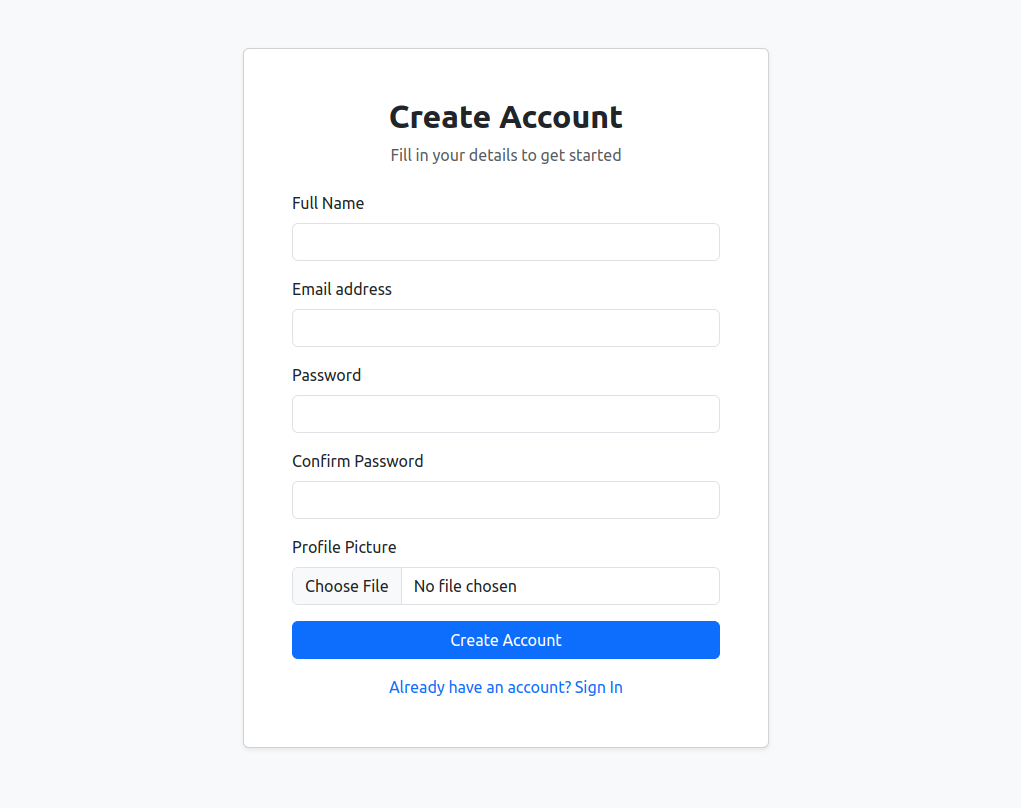 Create Account
Fill in your details to get started
Full Name
Email address
Password
Confirm Password
Profile Picture
Choose File No file chosen
Create Account
Already have an account? Sign In